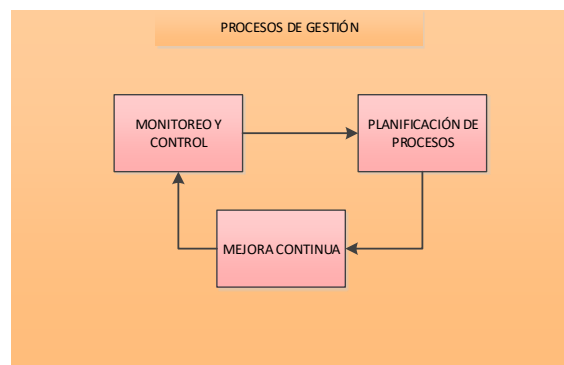 PROCESOS DE GESTIÓN
MONITOREO Y
CONTROL
PLANIFICACIÓN DE
PROCESOS
MEJORA CONTINUA